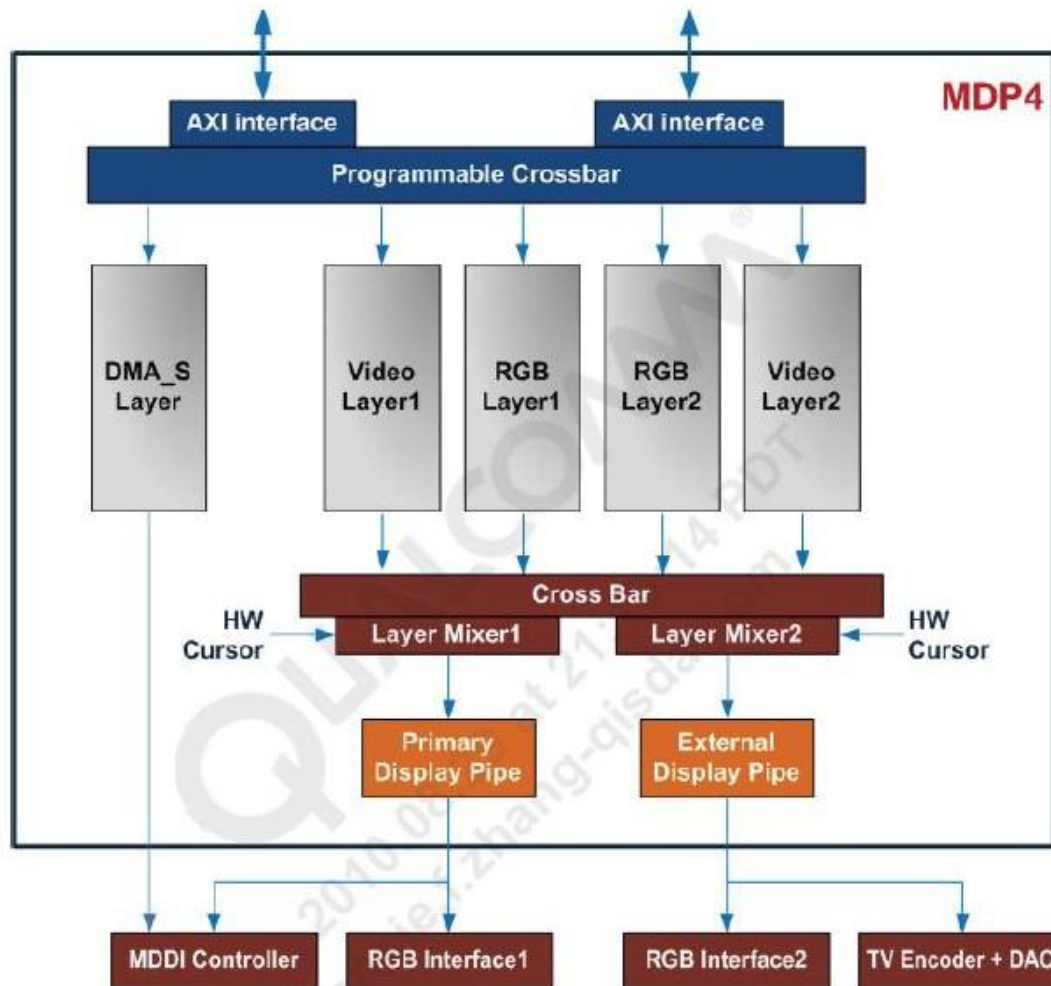 MDP4
AXI interface
AXI interface
Programmable Crossbar
DMA_S
Layer
Video
Layer1
RGB
Layer1
RGB
Layer2
Video
Layer2
Cross Bar
HW
Cursor
Layer Mixer1
Layer Mixer2
HW
Cursor
Primary
Display Pipe
External
Display Pipe
MDDI Controller
RGB Interface1
RGB Interface2
TV Encoder + DAC
QUALCOMM®